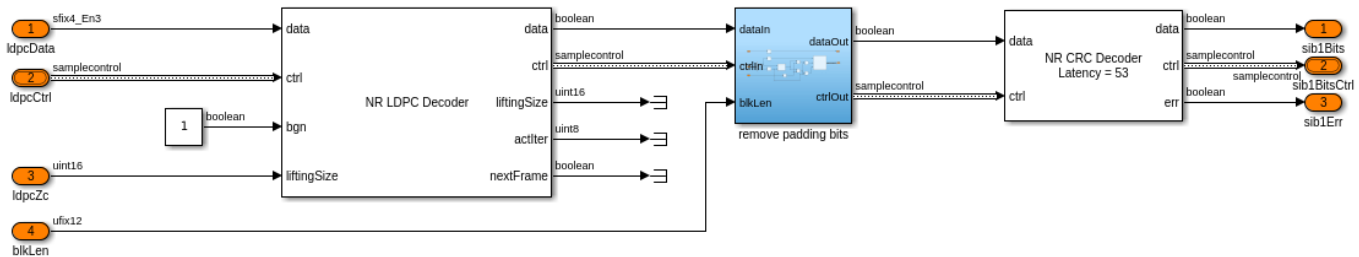 1
ldpcData
sfix4_En3
2
ldpcCtrl
samplecontrol
1
boolean
3
ldpcZc
uint16
4
blkLen
ufix12
data
ctrl
bgn
liftingSize
NR LDPC Decoder
data
ctrl
liftingSize
actIter
nextFrame
boolean
samplecontrol
uint16
uint8
boolean
dataIn
ctrlIn
blkLen
dataOut
ctrlOut
remove padding bits
boolean
samplecontrol
data
ctrl
NR CRC Decoder
Latency = 53
data
ctrl
err
boolean
samplecontrol
samplecontrol
boolean
1
sib1Bits
2
sib1BitsCtrl
3
sib1Err